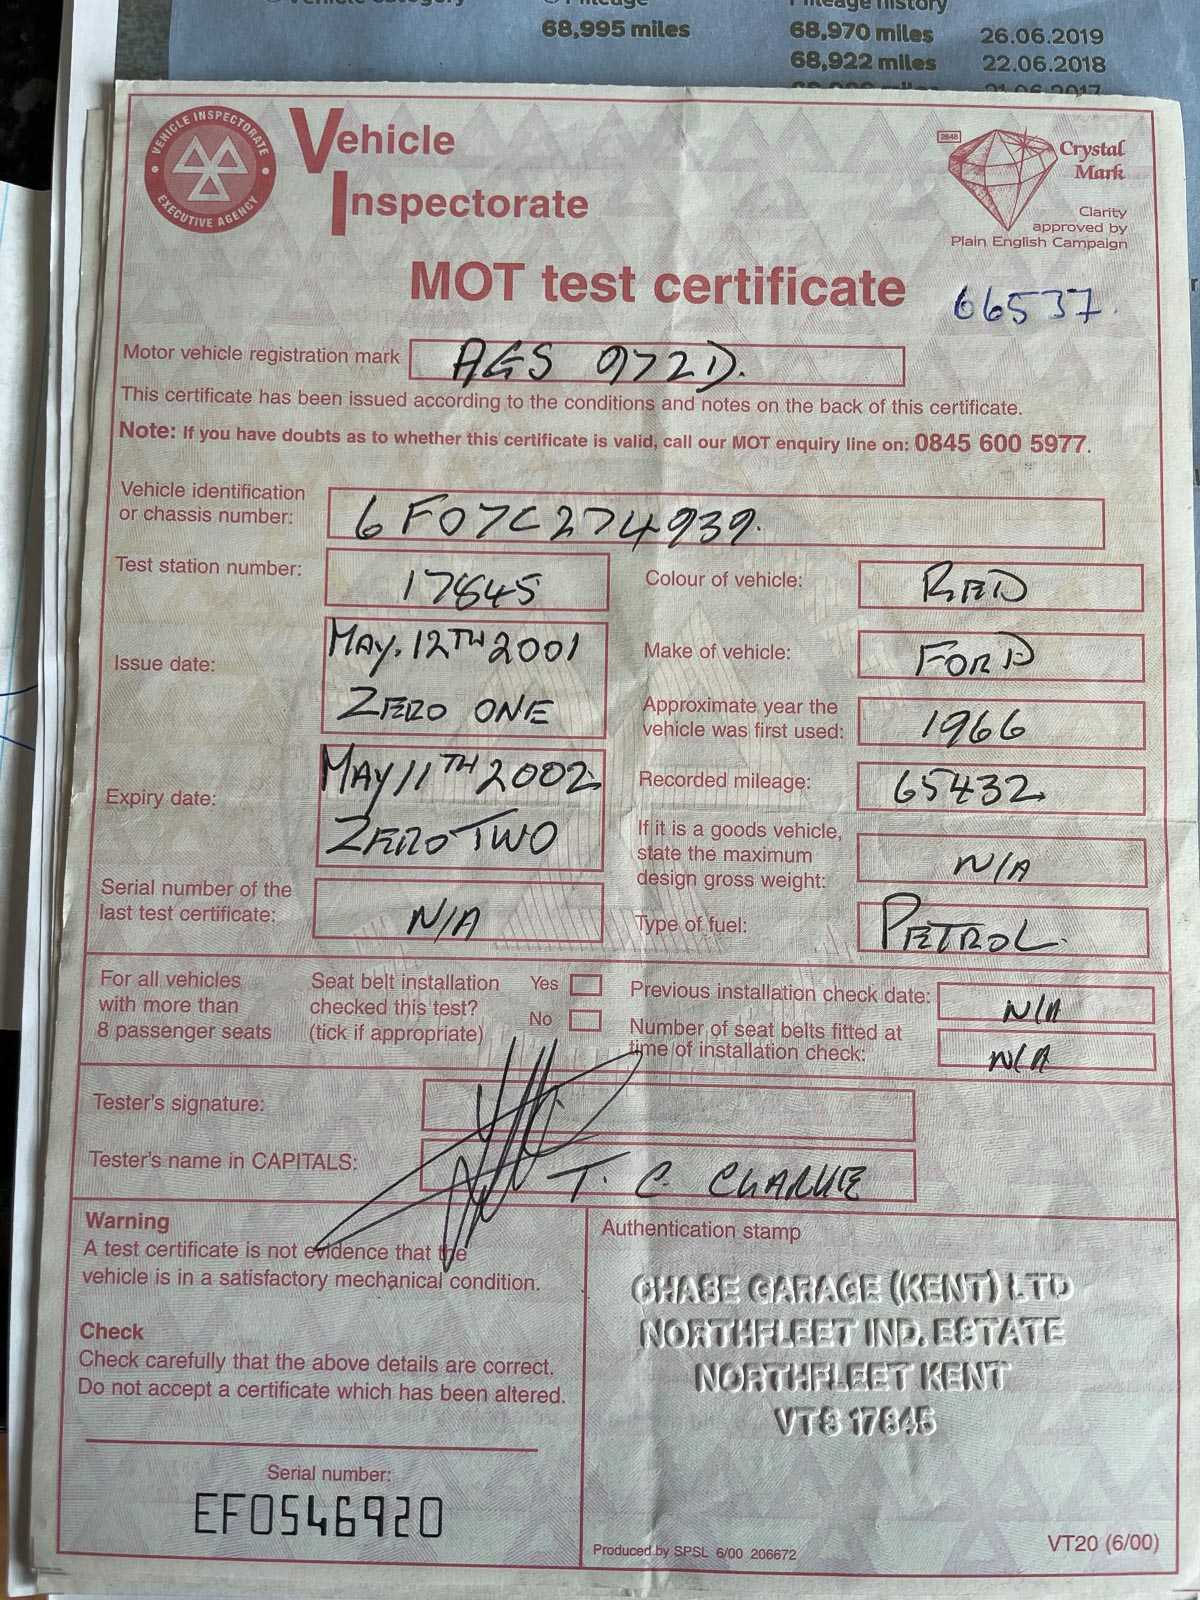 Mileage history
68,995 miles
68,970 miles 26.06.2019
68,922 miles 22.06.2018
VEHICLE INSPECTORATE
EXECUTIVE AGENCY
Vehicle
Inspectorate
2648
Crystal
Mark
Clarity
approved by
Plain English Campaign
MOT test certificate
66537.
Motor vehicle registration mark AGS 972D.
This certificate has been issued according to the conditions and notes on the back of this certificate.
Note: If you have doubts as to whether this certificate is valid, call our MOT enquiry line on: 0845 600 5977.
Vehicle identification
or chassis number: 6F07C274939.
Test station number: 17845
Colour of vehicle: RED
Issue date: MAY. 12TH 2001
ZERO ONE
Make of vehicle: FORD
Approximate year the
vehicle was first used: 1966
Expiry date: MAY 11TH 2002
ZERO TWO
Recorded mileage: 65432
If it is a goods vehicle,
state the maximum
design gross weight: N/A
Serial number of the
last test certificate: N/A
Type of fuel: PETROL.
For all vehicles
with more than
8 passenger seats
Seat belt installation
checked this test?
(tick if appropriate)
Yes
No
Previous installation check date: N/A
Number of seat belts fitted at
time of installation check: N/A
Tester's signature:
Tester's name in CAPITALS: T. C. CLARKE
Warning
A test certificate is not evidence that the
vehicle is in a satisfactory mechanical condition.
Check
Check carefully that the above details are correct.
Do not accept a certificate which has been altered.
Serial number:
EF0546920
Authentication stamp
CHASE GARAGE (KENT) LTD
NORTHFLEET IND. ESTATE
NORTHFLEET KENT
VTS 17845
Produced by SPSL 6/00 206672
VT20 (6/00)